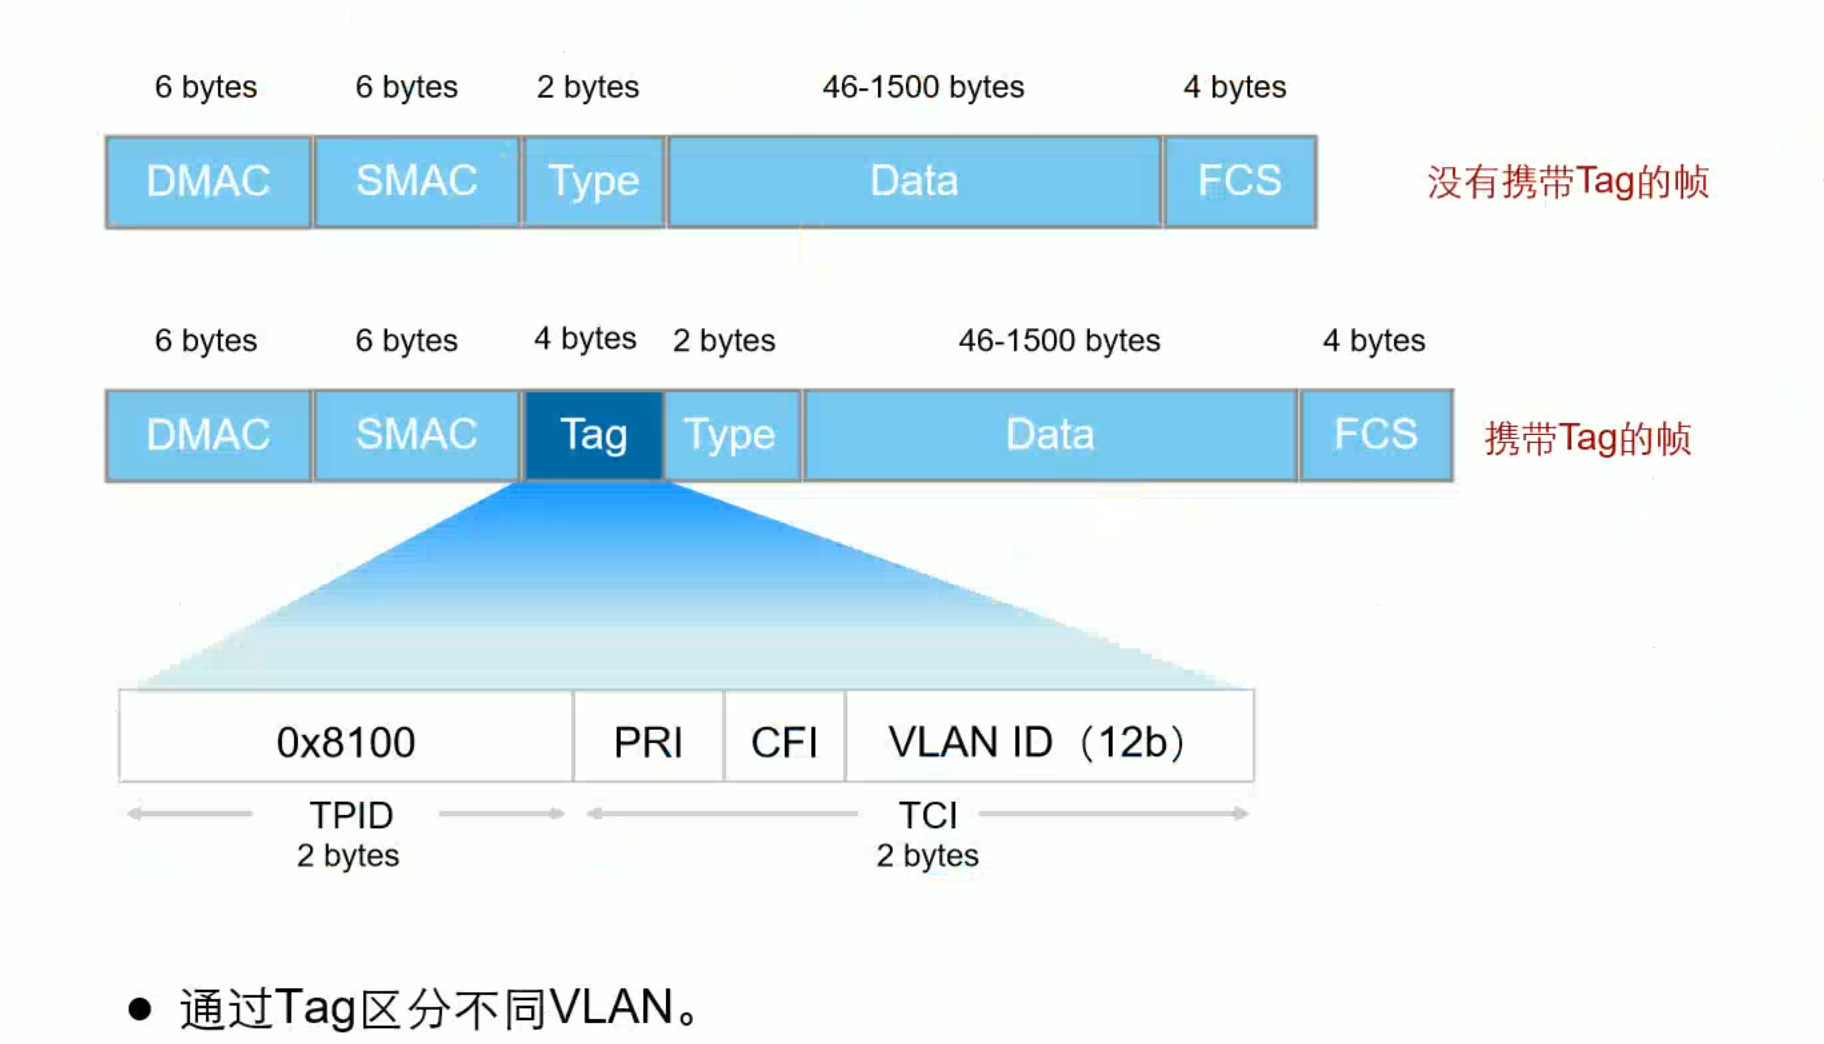 6 bytes 6 bytes 2 bytes 46-1500 bytes 4 bytes
DMAC SMAC Type Data FCS 没有携带Tag的帧
6 bytes 6 bytes 4 bytes 2 bytes 46-1500 bytes 4 bytes
DMAC SMAC Tag Type Data FCS 携带Tag的帧
0x8100 PRI CFI VLAN ID（12b）
TPID TCI
2 bytes 2 bytes
● 通过Tag区分不同VLAN。